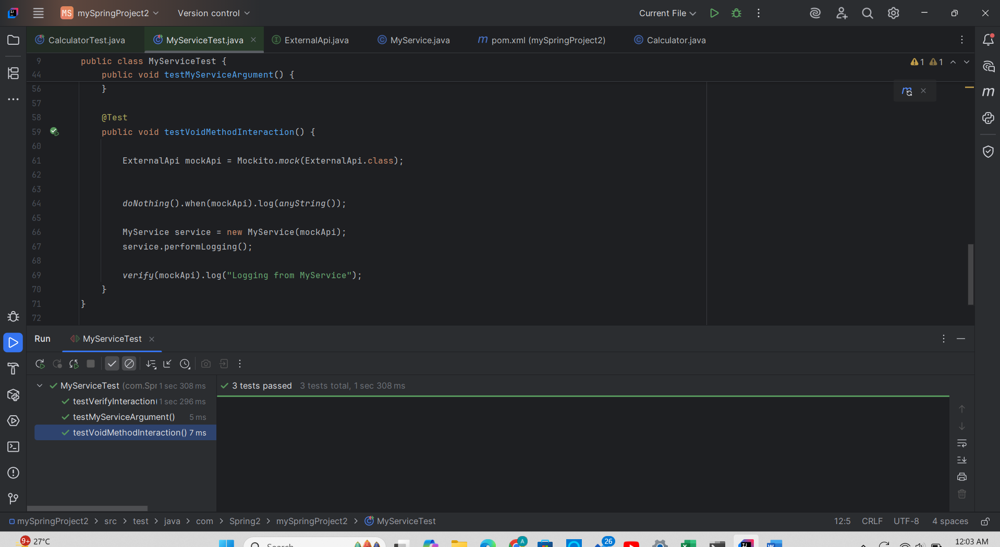 MS mySpringProject2 Version control Current File
CalculatorTest.java MyServiceTest.java ExternalApi.java MyService.java m pom.xml (mySpringProject2) Calculator.java
9 public class MyServiceTest { 1 1
44 public void testMyServiceArgument() {
56 }
57
58 @Test
59 public void testVoidMethodInteraction() {
60
61 ExternalApi mockApi = Mockito.mock(ExternalApi.class);
62
63
64 doNothing().when(mockApi).log(anyString());
65
66 MyService service = new MyService(mockApi);
67 service.performLogging();
68
69 verify(mockApi).log("Logging from MyService");
70 }
71 }
72
Run MyServiceTest
MyServiceTest (com.Spr 1 sec 308 ms
testVerifyInteraction( 1 sec 296 ms
testMyServiceArgument() 5 ms
testVoidMethodInteraction() 7 ms
3 tests passed 3 tests total, 1 sec 308 ms
mySpringProject2 > src > test > java > com > Spring2 > mySpringProject2 > MyServiceTest 12:5 CRLF UTF-8 4 spaces
9+ 27°C Search A 26 12:03 AM